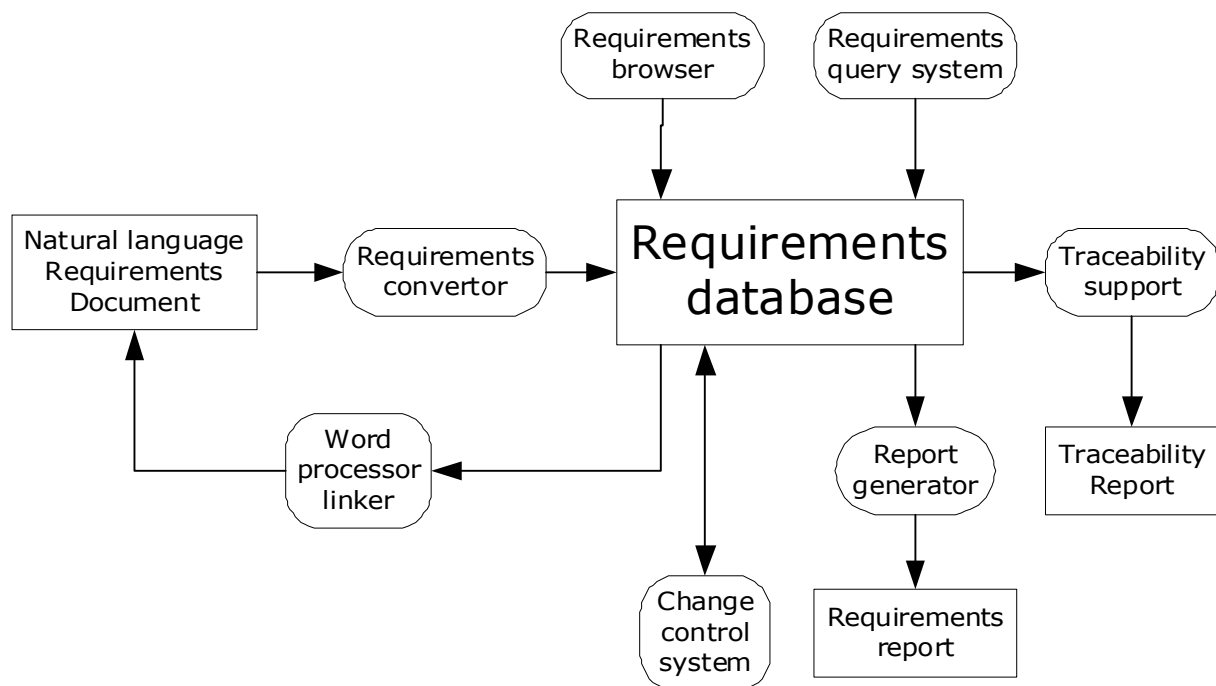 Requirements
browser
Requirements
query system
Natural language
Requirements
Document
Requirements
convertor
Requirements
database
Traceability
support
Word
processor
linker
Report
generator
Traceability
Report
Change
control
system
Requirements
report